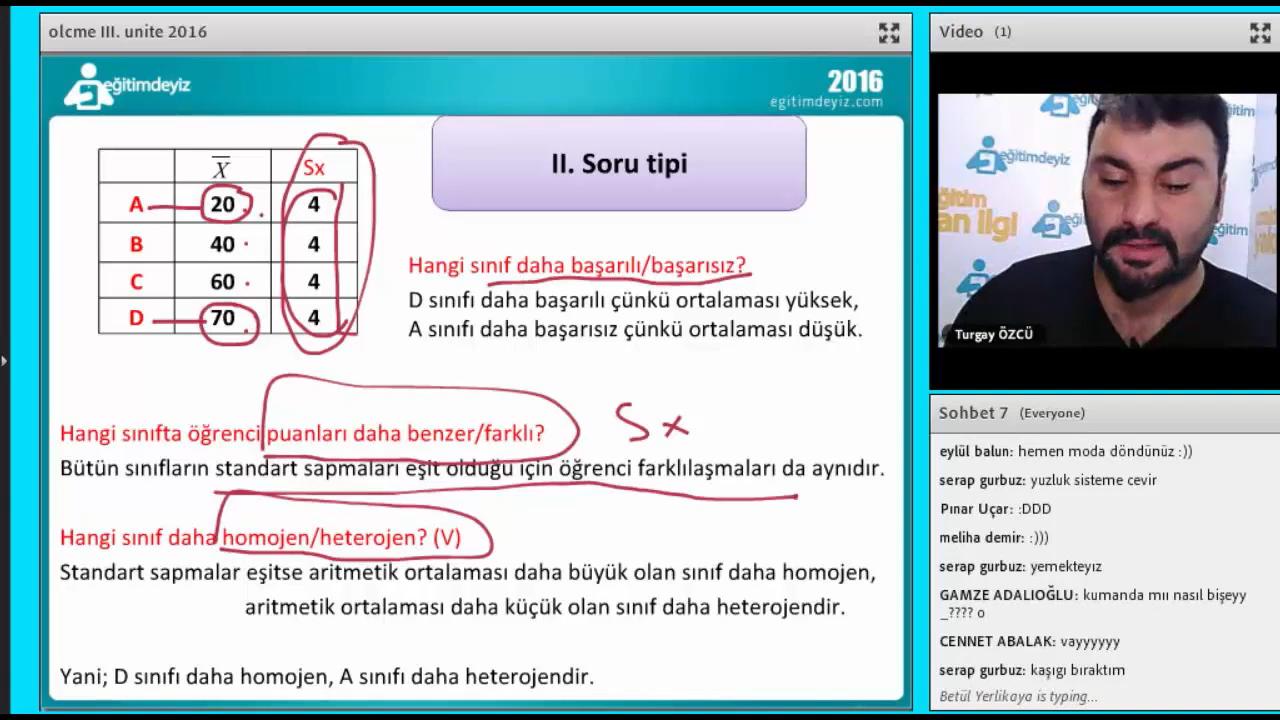 olcme III. unite 2016
eğitimdeyiz
2016
egitimdeyiz.com
II. Soru tipi
X Sx
A 20 4
B 40 4
C 60 4
D 70 4
Hangi sınıf daha başarılı/başarısız?
D sınıfı daha başarılı çünkü ortalaması yüksek,
A sınıfı daha başarısız çünkü ortalaması düşük.
Sx
Hangi sınıfta öğrenci puanları daha benzer/farklı?
Bütün sınıfların standart sapmaları eşit olduğu için öğrenci farklılaşmaları da aynıdır.
Hangi sınıf daha homojen/heterojen? (V)
Standart sapmalar eşitse aritmetik ortalaması daha büyük olan sınıf daha homojen,
aritmetik ortalaması daha küçük olan sınıf daha heterojendir.
Yani; D sınıfı daha homojen, A sınıfı daha heterojendir.
Video (1)
eğitimdeyiz
Turgay ÖZCÜ
Sohbet 7 (Everyone)
eylül balun: hemen moda döndünüz :))
serap gurbuz: yuzluk sisteme cevir
Pınar Uçar: :DDD
meliha demir: :)))
serap gurbuz: yemekteyız
GAMZE ADALIOĞLU: kumanda mıı nasıl bişeyy
_???? o
CENNET ABALAK: vayyyyyy
serap gurbuz: kaşıgı bıraktım
Betül Yerlikaya is typing...